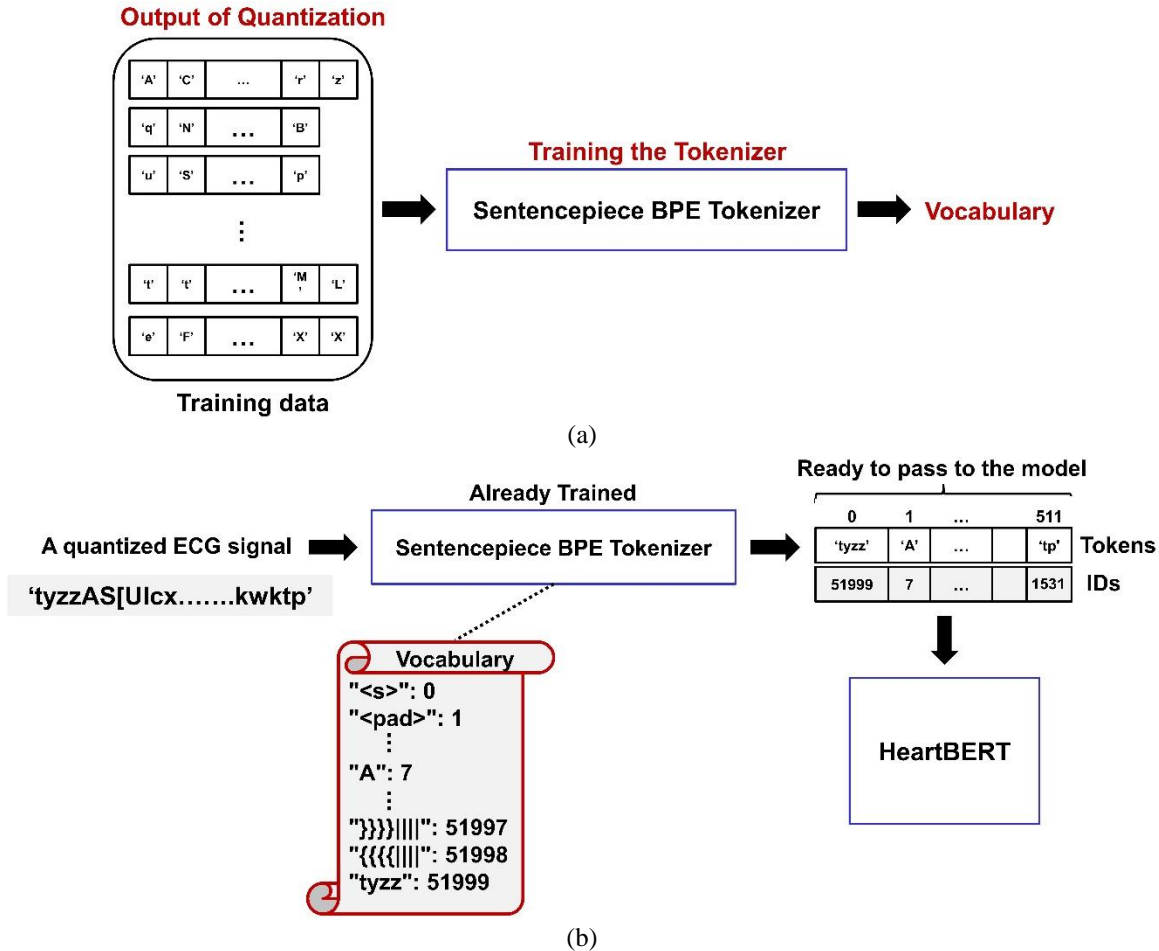 Output of Quantization
‘A’ ‘C’ ... ‘r’ ‘z’
‘q’ ‘N’ ... ‘B’
‘u’ ‘S’ ... ‘p’
⋮
‘t’ ‘t’ ... ‘M’ ‘L’
‘e’ ‘F’ ... ‘X’ ‘X’
Training data
Training the Tokenizer
Sentencepiece BPE Tokenizer
Vocabulary
(a)
A quantized ECG signal
‘tyzzAS[UIcx…….kwktp’
Already Trained
Sentencepiece BPE Tokenizer
Vocabulary
"<s>": 0
"<pad>": 1
⋮
"A": 7
⋮
"}}}}||||": 51997
"{{{{||||": 51998
"tyzz": 51999
Ready to pass to the model
0 1 ... 511
‘tyzz’ ‘A’ ... ‘tp’ Tokens
51999 7 ... 1531 IDs
HeartBERT
(b)